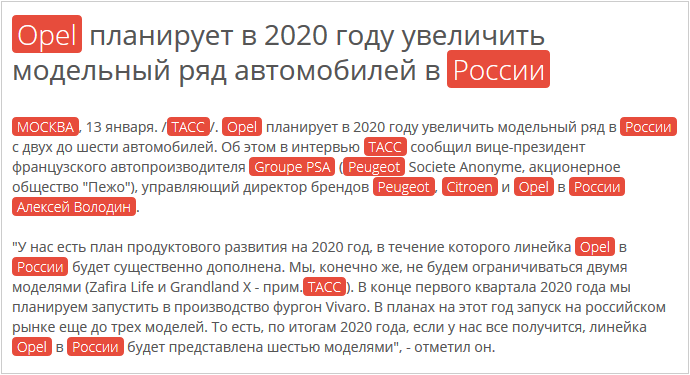 Opel планирует в 2020 году увеличить
модельный ряд автомобилей в России
МОСКВА, 13 января. /ТАСС/. Opel планирует в 2020 году увеличить модельный ряд в России
с двух до шести автомобилей. Об этом в интервью ТАСС сообщил вице-президент
французского автопроизводителя Groupe PSA (Peugeot Societe Anonyme, акционерное
общество "Пежо"), управляющий директор брендов Peugeot, Citroen и Opel в России
Алексей Володин.
"У нас есть план продуктового развития на 2020 год, в течение которого линейка Opel в
России будет существенно дополнена. Мы, конечно же, не будем ограничиваться двумя
моделями (Zafira Life и Grandland X - прим.ТАСС). В конце первого квартала 2020 года мы
планируем запустить в производство фургон Vivaro. В планах на этот год запуск на российском
рынке еще до трех моделей. То есть, по итогам 2020 года, если у нас все получится, линейка
Opel в России будет представлена шестью моделями", - отметил он.